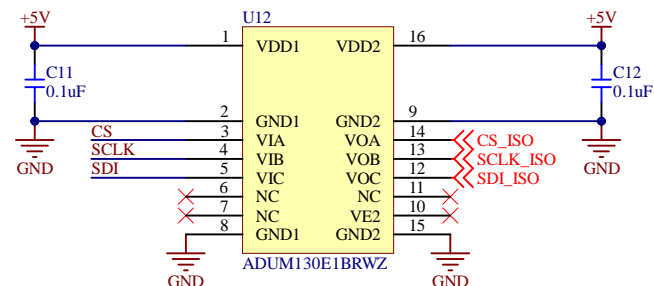 +5V U12 +5V
1 VDD1 VDD2 16
C11 C12
0.1uF 0.1uF
2 GND1 GND2 9
CS 3 VIA VOA 14 CS_ISO
SCLK 4 VIB VOB 13 SCLK_ISO
SDI 5 VIC VOC 12 SDI_ISO
GND GND
6 NC NC 11
7 NC VE2 10
8 GND1 GND2 15
ADUM130E1BRWZ
GND GND